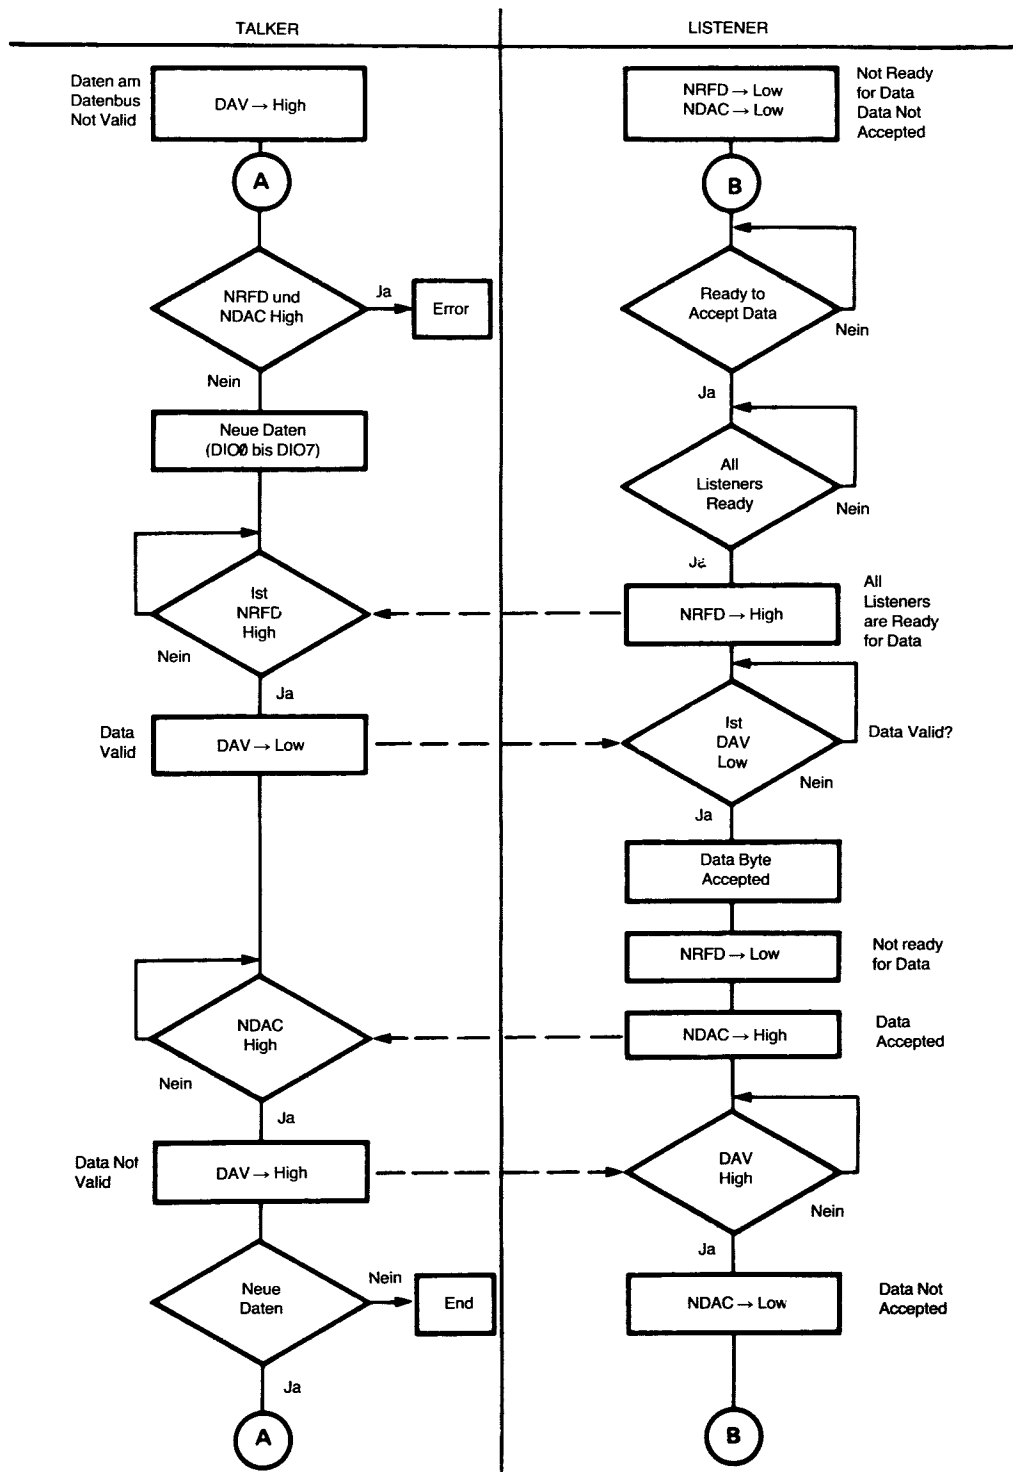 TALKER
LISTENER
Daten am
Datenbus
Not Valid
DAV → High
NRFD → Low
NDAC → Low
Not Ready
for Data
Data Not
Accepted
A
B
NRFD und
NDAC High
Ja
Error
Nein
Ready to
Accept Data
Nein
Ja
Neue Daten
(DIO0 bis DIO7)
All
Listeners
Ready
Nein
Ja
Ist
NRFD
High
Nein
Ja
NRFD → High
All
Listeners
are Ready
for Data
Data
Valid
DAV → Low
Ist
DAV
Low
Data Valid?
Nein
Ja
Data Byte
Accepted
NRFD → Low
Not ready
for Data
NDAC
High
Nein
Ja
NDAC → High
Data
Accepted
Data Not
Valid
DAV → High
DAV
High
Nein
Ja
Neue
Daten
Nein
End
Ja
NDAC → Low
Data Not
Accepted
A
B